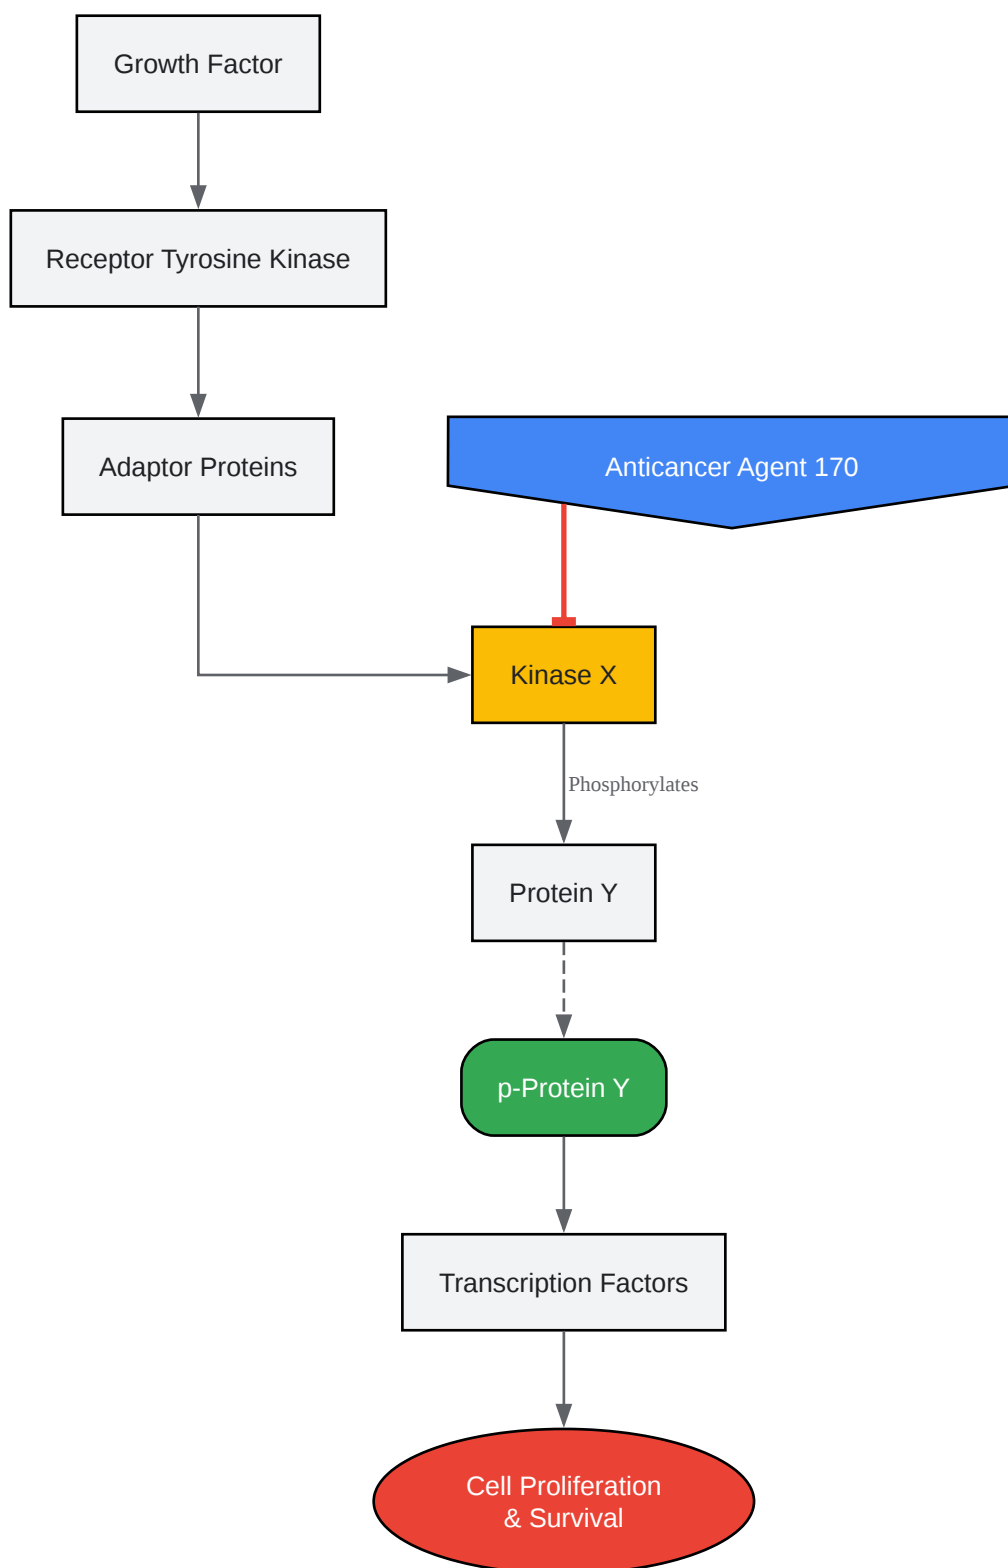 Growth Factor
Receptor Tyrosine Kinase
Adaptor Proteins
Anticancer Agent 170
Kinase X
Phosphorylates
Protein Y
p-Protein Y
Transcription Factors
Cell Proliferation
& Survival